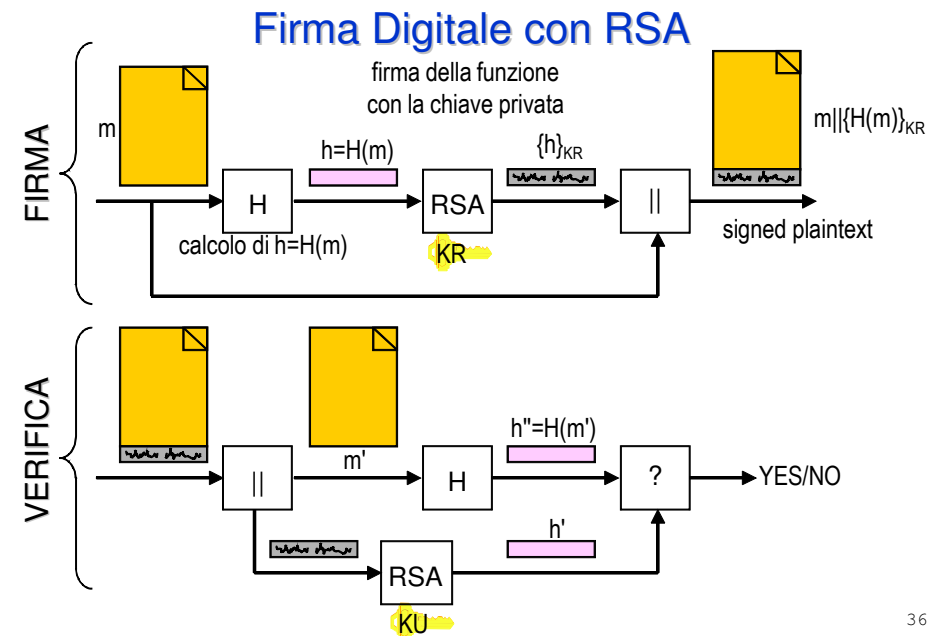 Firma Digitale con RSA
firma della funzione
con la chiave privata
FIRMA
m
h=H(m)
{h}KR
m||{H(m)}KR
H
RSA
||
calcolo di h=H(m)
KR
signed plaintext
VERIFICA
m'
h"=H(m')
||
H
?
YES/NO
h'
RSA
KU
36